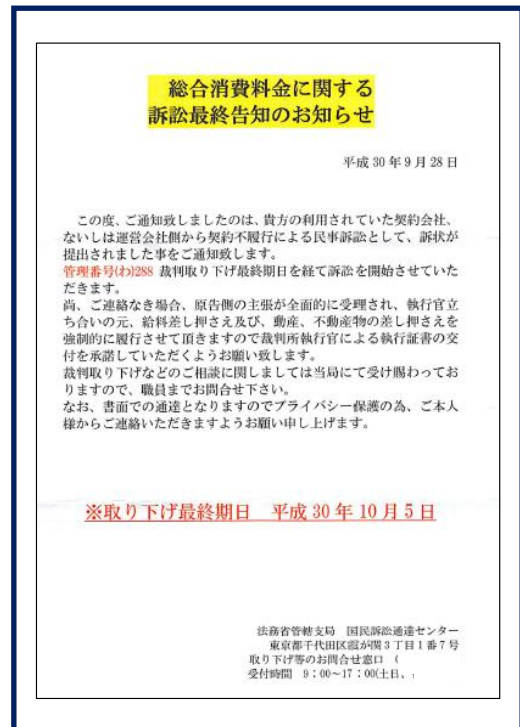 総合消費料金に関する
訴訟最終告知のお知らせ
平成 30 年 9 月 28 日
この度、ご通知致しましたのは、貴方の利用されていた契約会社、
ないしは運営会社側から契約不履行による民事訴訟として、訴状が
提出されました事をご通知致します。
管理番号(わ)288 裁判取り下げ最終期日を経て訴訟を開始させていた
だきます。
尚、ご連絡なき場合、原告側の主張が全面的に受理され、執行官立
ち合いの元、給料差し押さえ及び、動産、不動産物の差し押さえを
強制的に履行させて頂きますので裁判所執行官による執行証書の交
付を承諾していただくようお願い致します。
裁判取り下げなどのご相談に関しましては当局にて受け賜わってお
りますので、職員までお問合せ下さい。
なお、書面での通達となりますのでプライバシー保護の為、ご本人
様からご連絡いただきますようお願い申し上げます。
※取り下げ最終期日 平成 30 年 10 月 5 日
法務省管轄支局 国民訴訟通達センター
東京都千代田区霞が関 3 丁目 1 番 7 号
取り下げ等のお問合せ窓口 (
受付時間 9:00~17:00(土日、